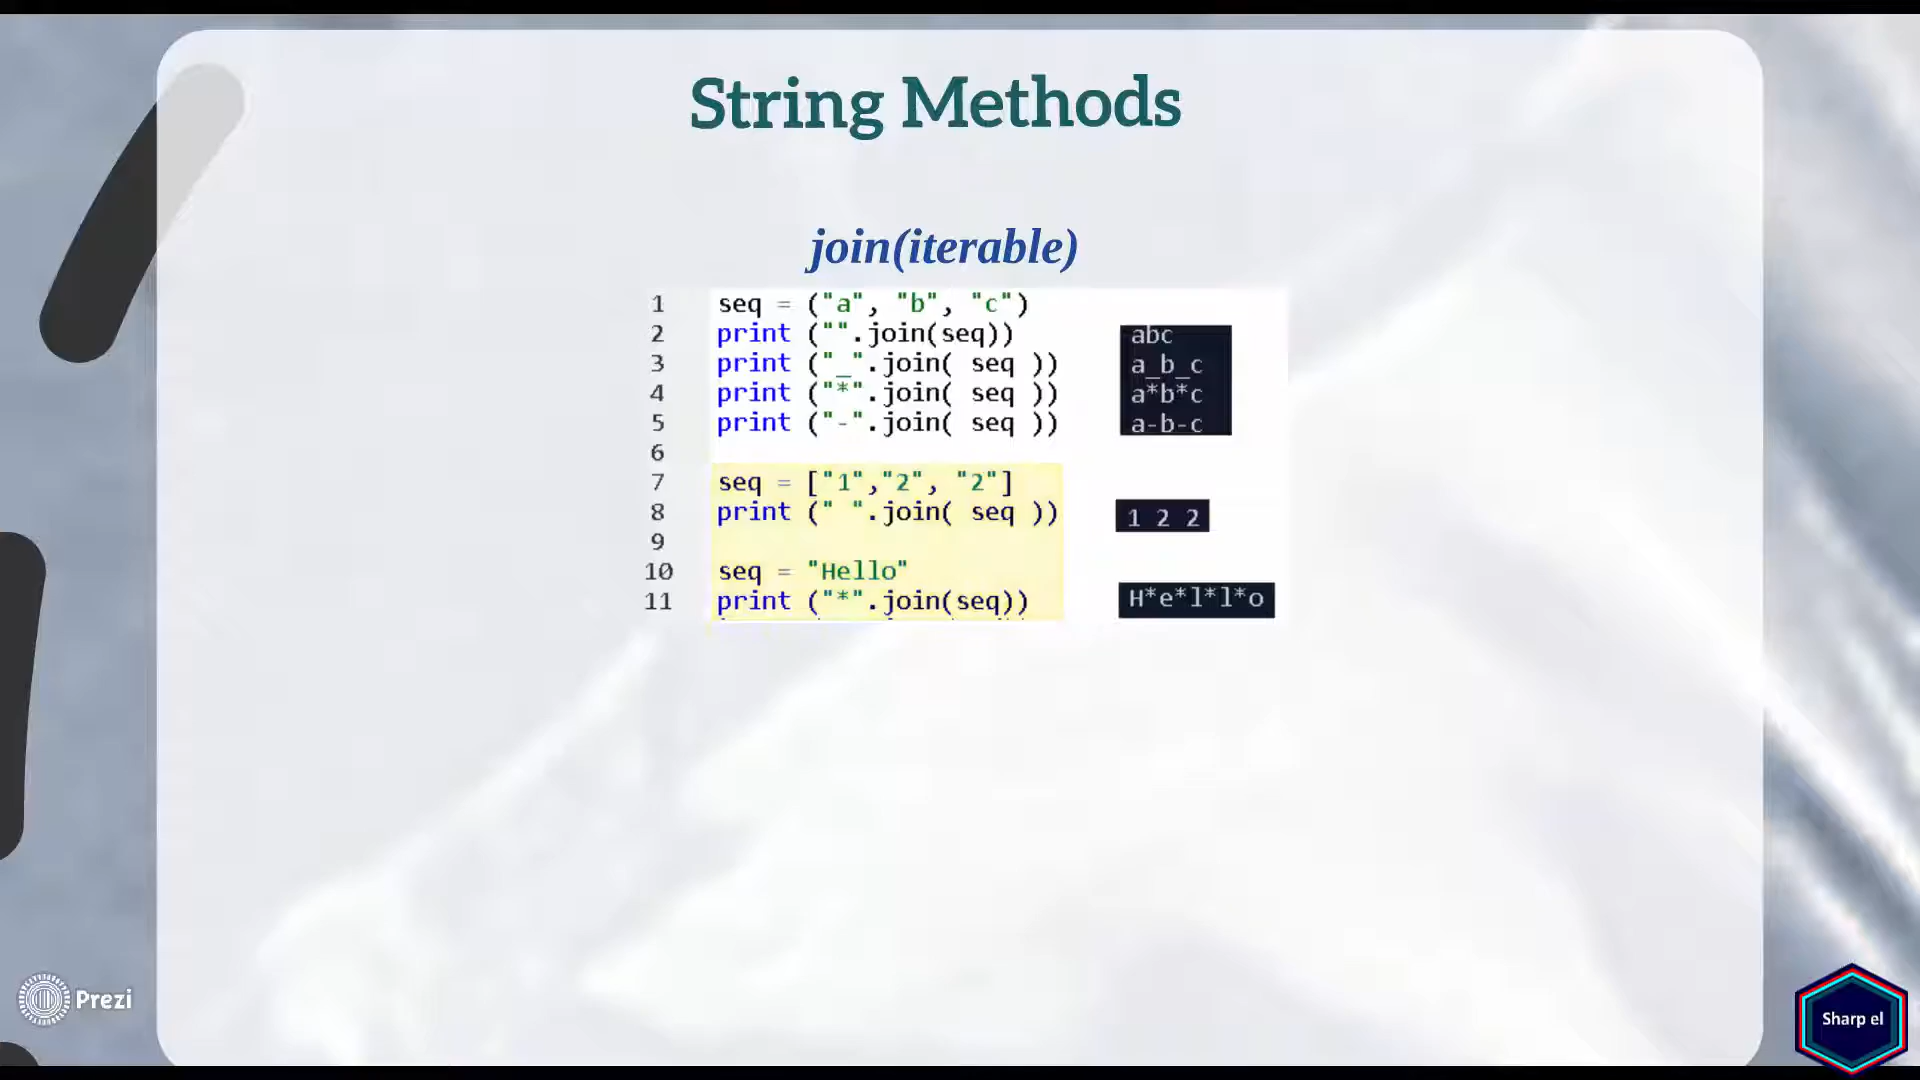 String Methods
join(iterable)
1 seq = ("a", "b", "c")
2 print ("".join(seq))
3 print ("_".join( seq ))
4 print ("*".join( seq ))
5 print ("-".join( seq ))
6
7 seq = ["1","2", "2"]
8 print (" ".join( seq ))
9
10 seq = "Hello"
11 print ("*".join(seq))
abc
a_b_c
a*b*c
a-b-c
1 2 2
H*e*l*l*o
Prezi
Sharp el